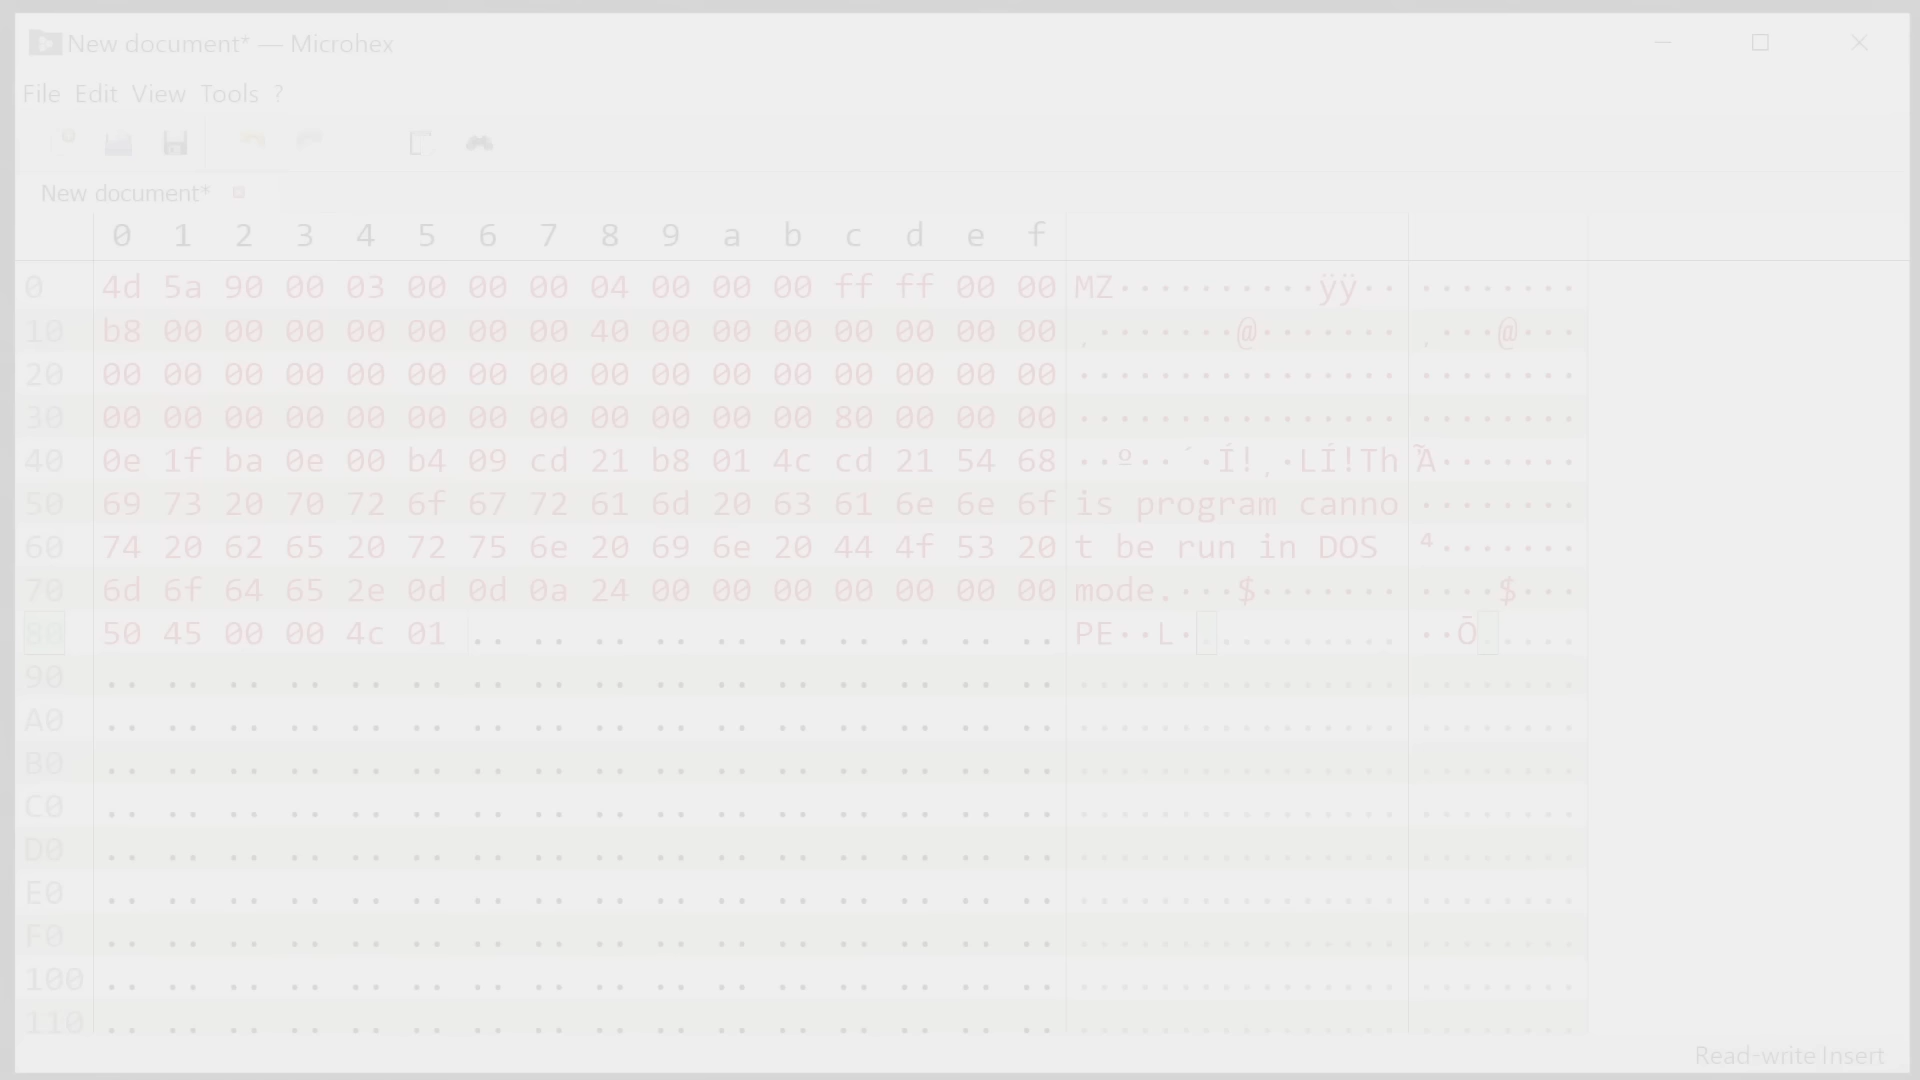 New document* — Microhex
File Edit View Tools ?
New document*
0 1 2 3 4 5 6 7 8 9 a b c d e f
0 4d 5a 90 00 03 00 00 00 04 00 00 00 ff ff 00 00 MZ··········ÿÿ·· ········
10 b8 00 00 00 00 00 00 00 40 00 00 00 00 00 00 00 ¸·······@······· ¸···@···
20 00 00 00 00 00 00 00 00 00 00 00 00 00 00 00 00 ················ ········
30 00 00 00 00 00 00 00 00 00 00 00 00 80 00 00 00 ················ ········
40 0e 1f ba 0e 00 b4 09 cd 21 b8 01 4c cd 21 54 68 ··º··´·Í!¸·LÍ!Th ·······
50 69 73 20 70 72 6f 67 72 61 6d 20 63 61 6e 6e 6f is program canno ········
60 74 20 62 65 20 72 75 6e 20 69 6e 20 44 4f 53 20 t be run in DOS ·······
70 6d 6f 64 65 2e 0d 0d 0a 24 00 00 00 00 00 00 00 mode.···$······· ····$···
80 50 45 00 00 4c 01 .. .. .. .. .. .. .. .. .. .. PE··L··········· ··Ō·····
90 .. .. .. .. .. .. .. .. .. .. .. .. .. .. .. .. ················ ········
A0 .. .. .. .. .. .. .. .. .. .. .. .. .. .. .. .. ················ ········
B0 .. .. .. .. .. .. .. .. .. .. .. .. .. .. .. .. ················ ········
C0 .. .. .. .. .. .. .. .. .. .. .. .. .. .. .. .. ················ ········
D0 .. .. .. .. .. .. .. .. .. .. .. .. .. .. .. .. ················ ········
E0 .. .. .. .. .. .. .. .. .. .. .. .. .. .. .. .. ················ ········
F0 .. .. .. .. .. .. .. .. .. .. .. .. .. .. .. .. ················ ········
100 .. .. .. .. .. .. .. .. .. .. .. .. .. .. .. .. ················ ········
110 .. .. .. .. .. .. .. .. .. .. .. .. .. .. .. .. ················ ········
Read-write Insert